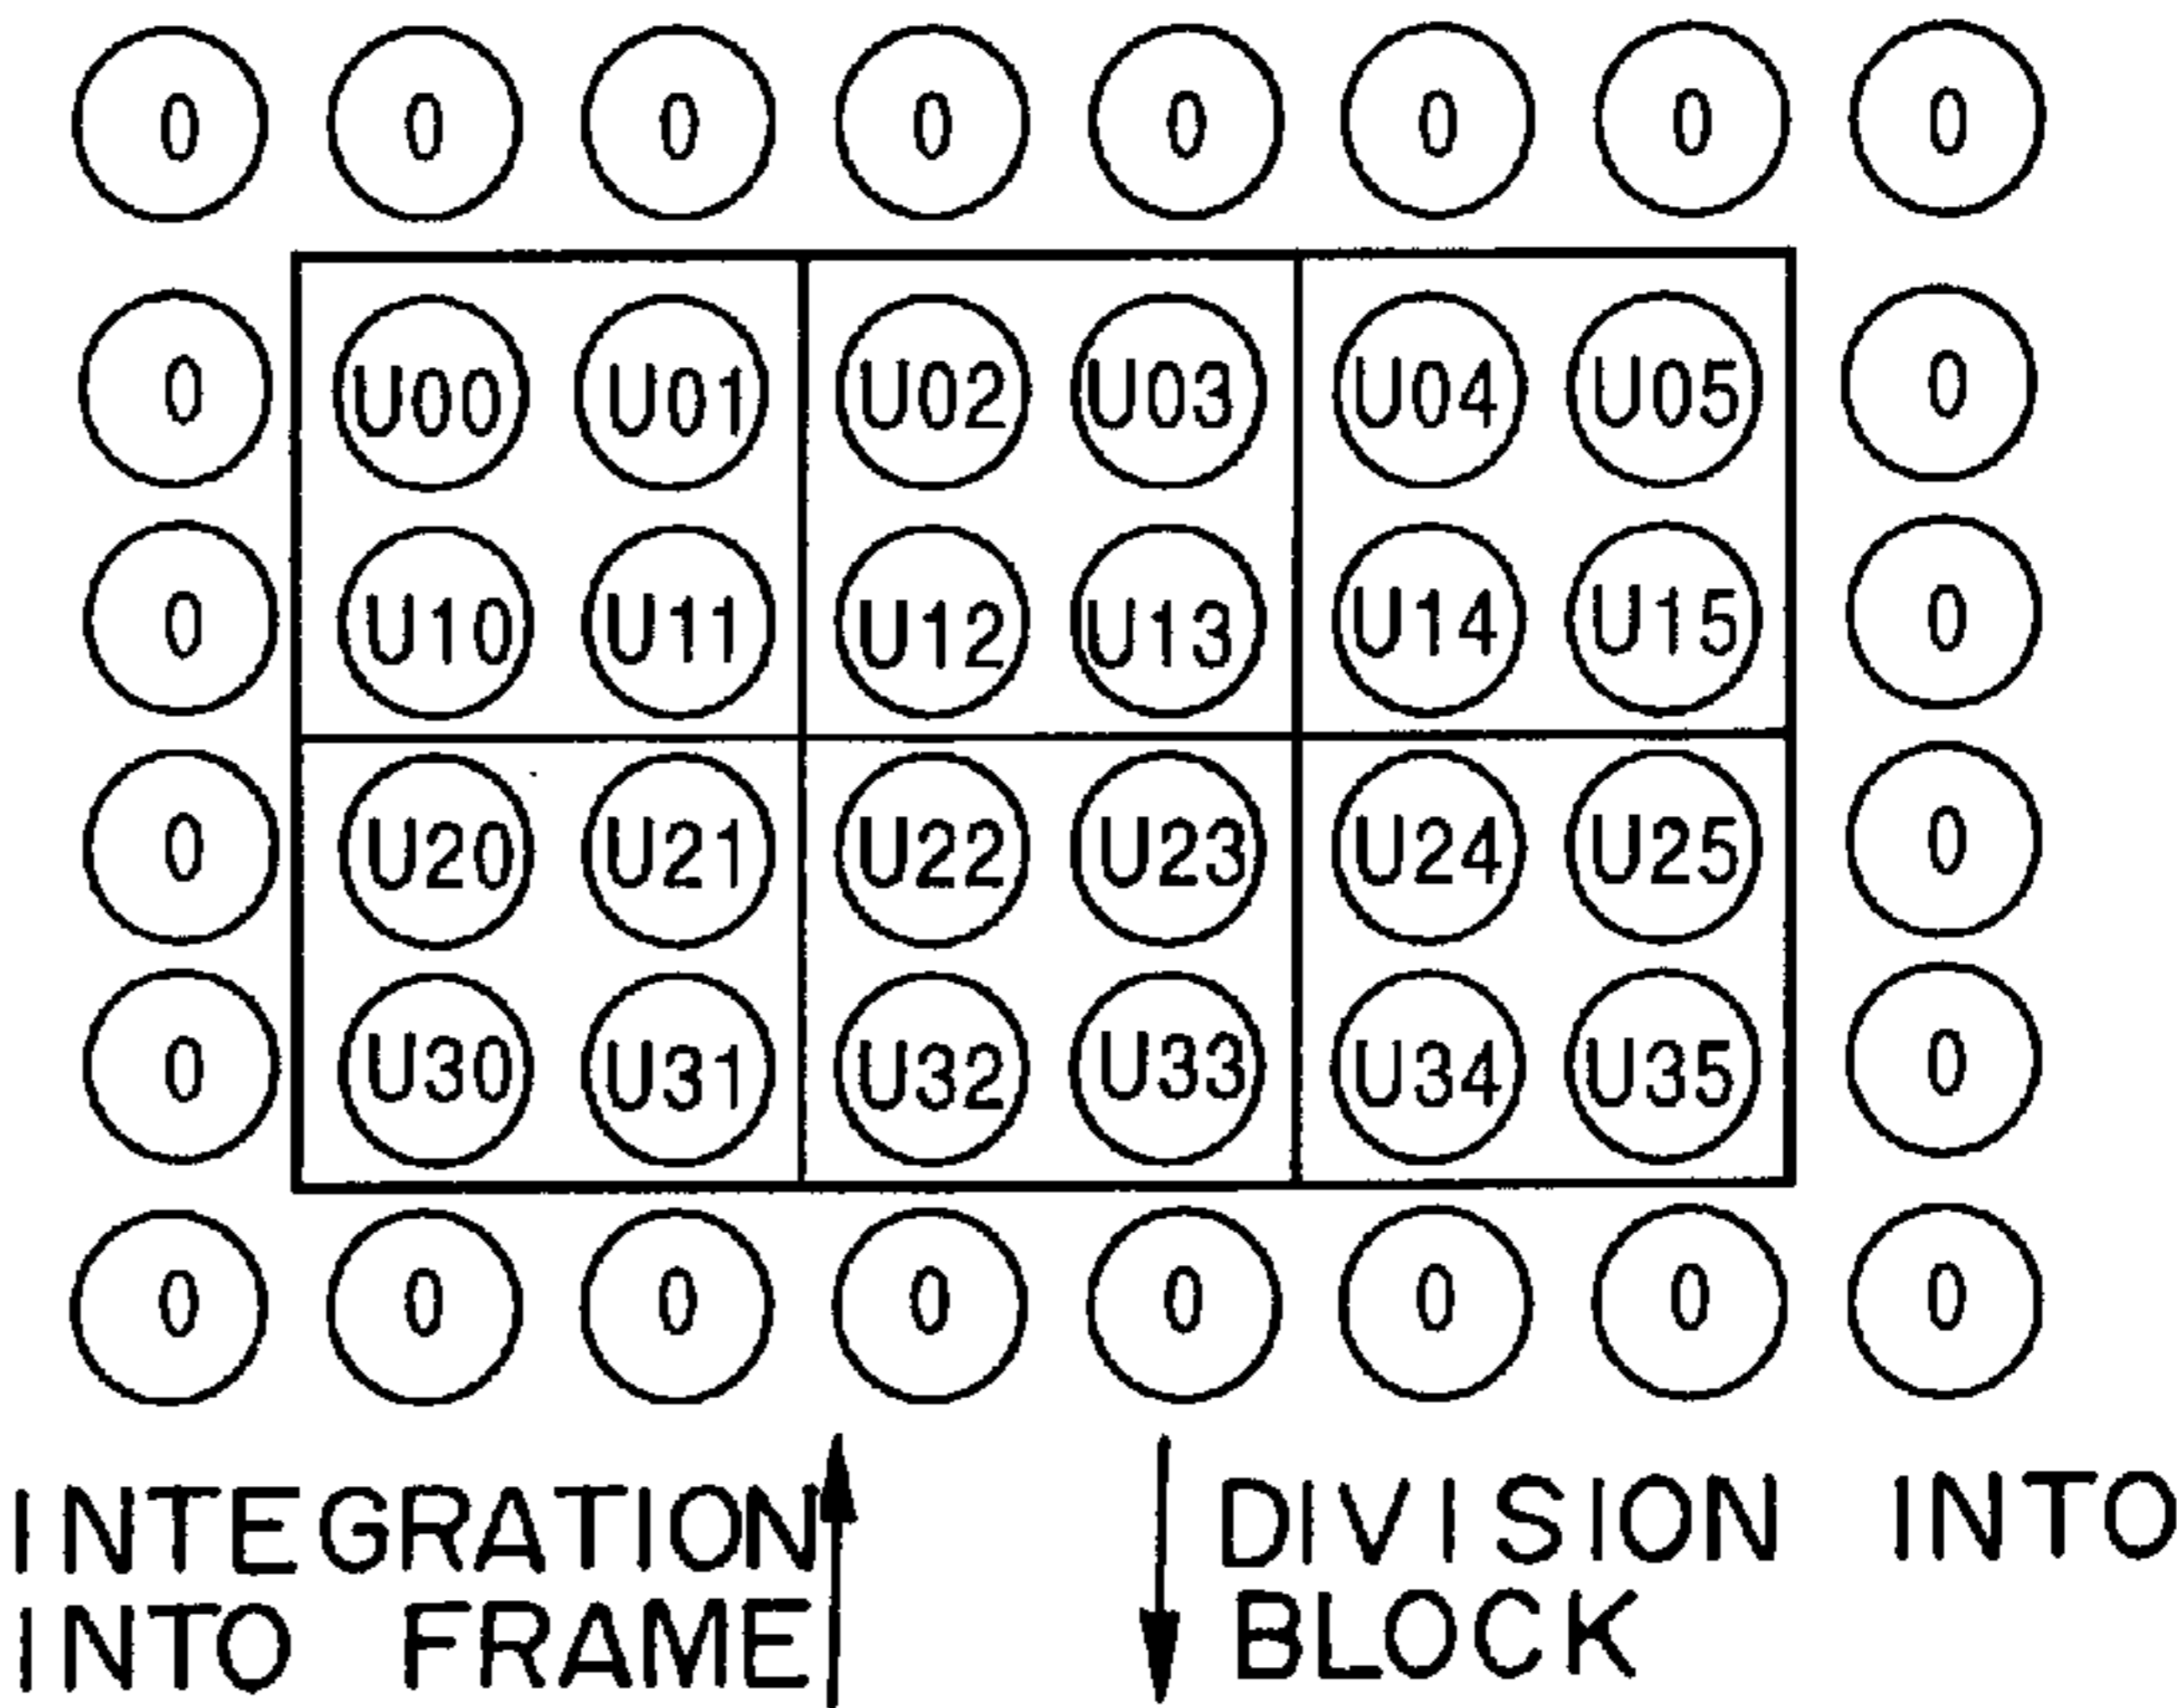 0 0 0 0 0 0 0 0
0 U00 U01 U02 U03 U04 U05 0
0 U10 U11 U12 U13 U14 U15 0
0 U20 U21 U22 U23 U24 U25 0
0 U30 U31 U32 U33 U34 U35 0
0 0 0 0 0 0 0 0
INTEGRATION
INTO FRAME
DIVISION INTO
BLOCK